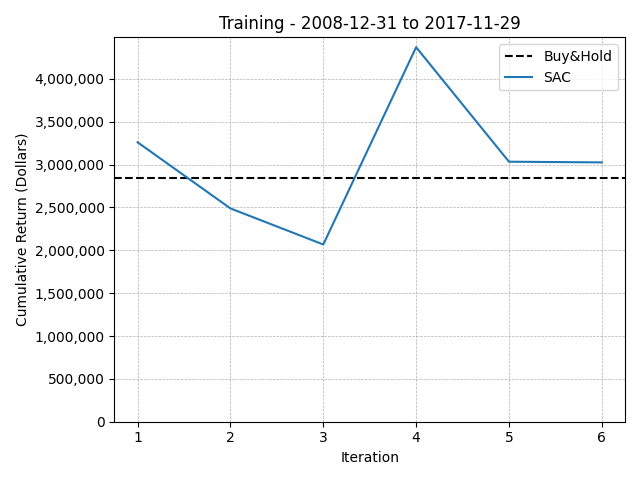 Training - 2008-12-31 to 2017-11-29
Buy&Hold
SAC
Cumulative Return (Dollars)
4,000,000
3,500,000
3,000,000
2,500,000
2,000,000
1,500,000
1,000,000
500,000
0
1 2 3 4 5 6
Iteration